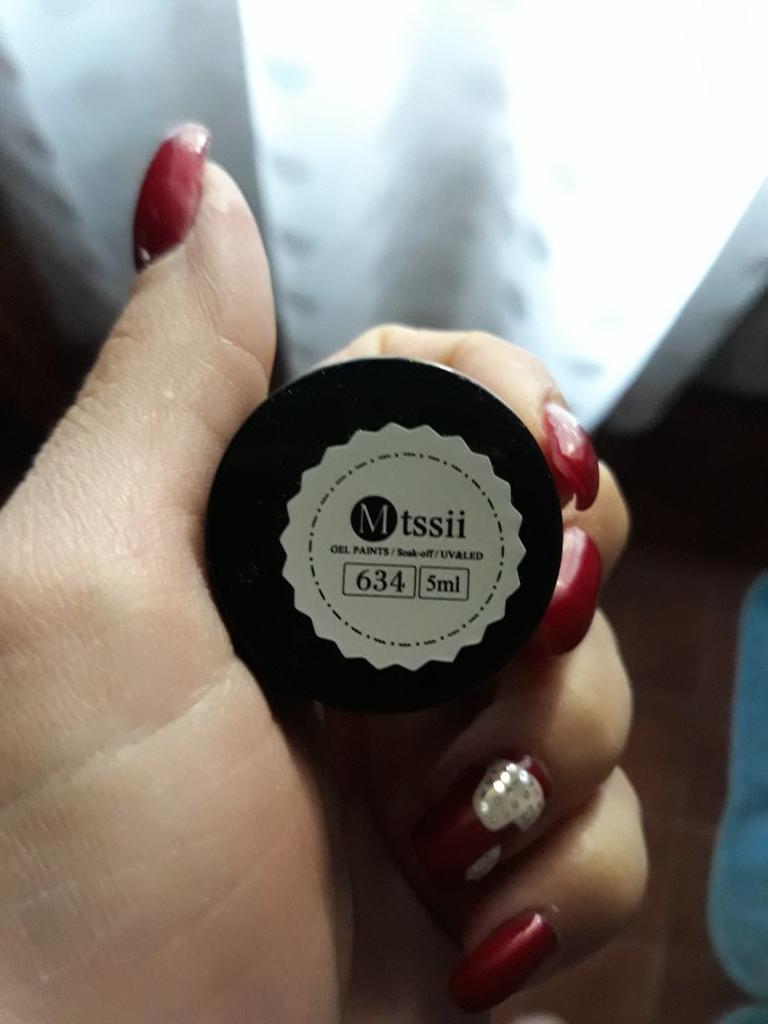 Mtssii
GEL PAINTS / Soak-off / UV&LED
634 5ml